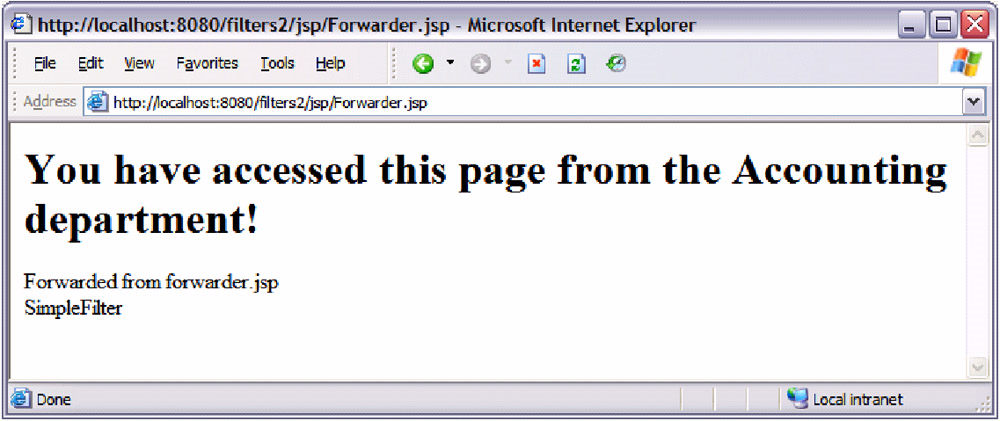 http://localhost:8080/filters2/jsp/Forwarder.jsp - Microsoft Internet Explorer
File Edit View Favorites Tools Help
Address http://localhost:8080/filters2/jsp/Forwarder.jsp
You have accessed this page from the Accounting
department!
Forwarded from forwarder.jsp
SimpleFilter
Done Local intranet